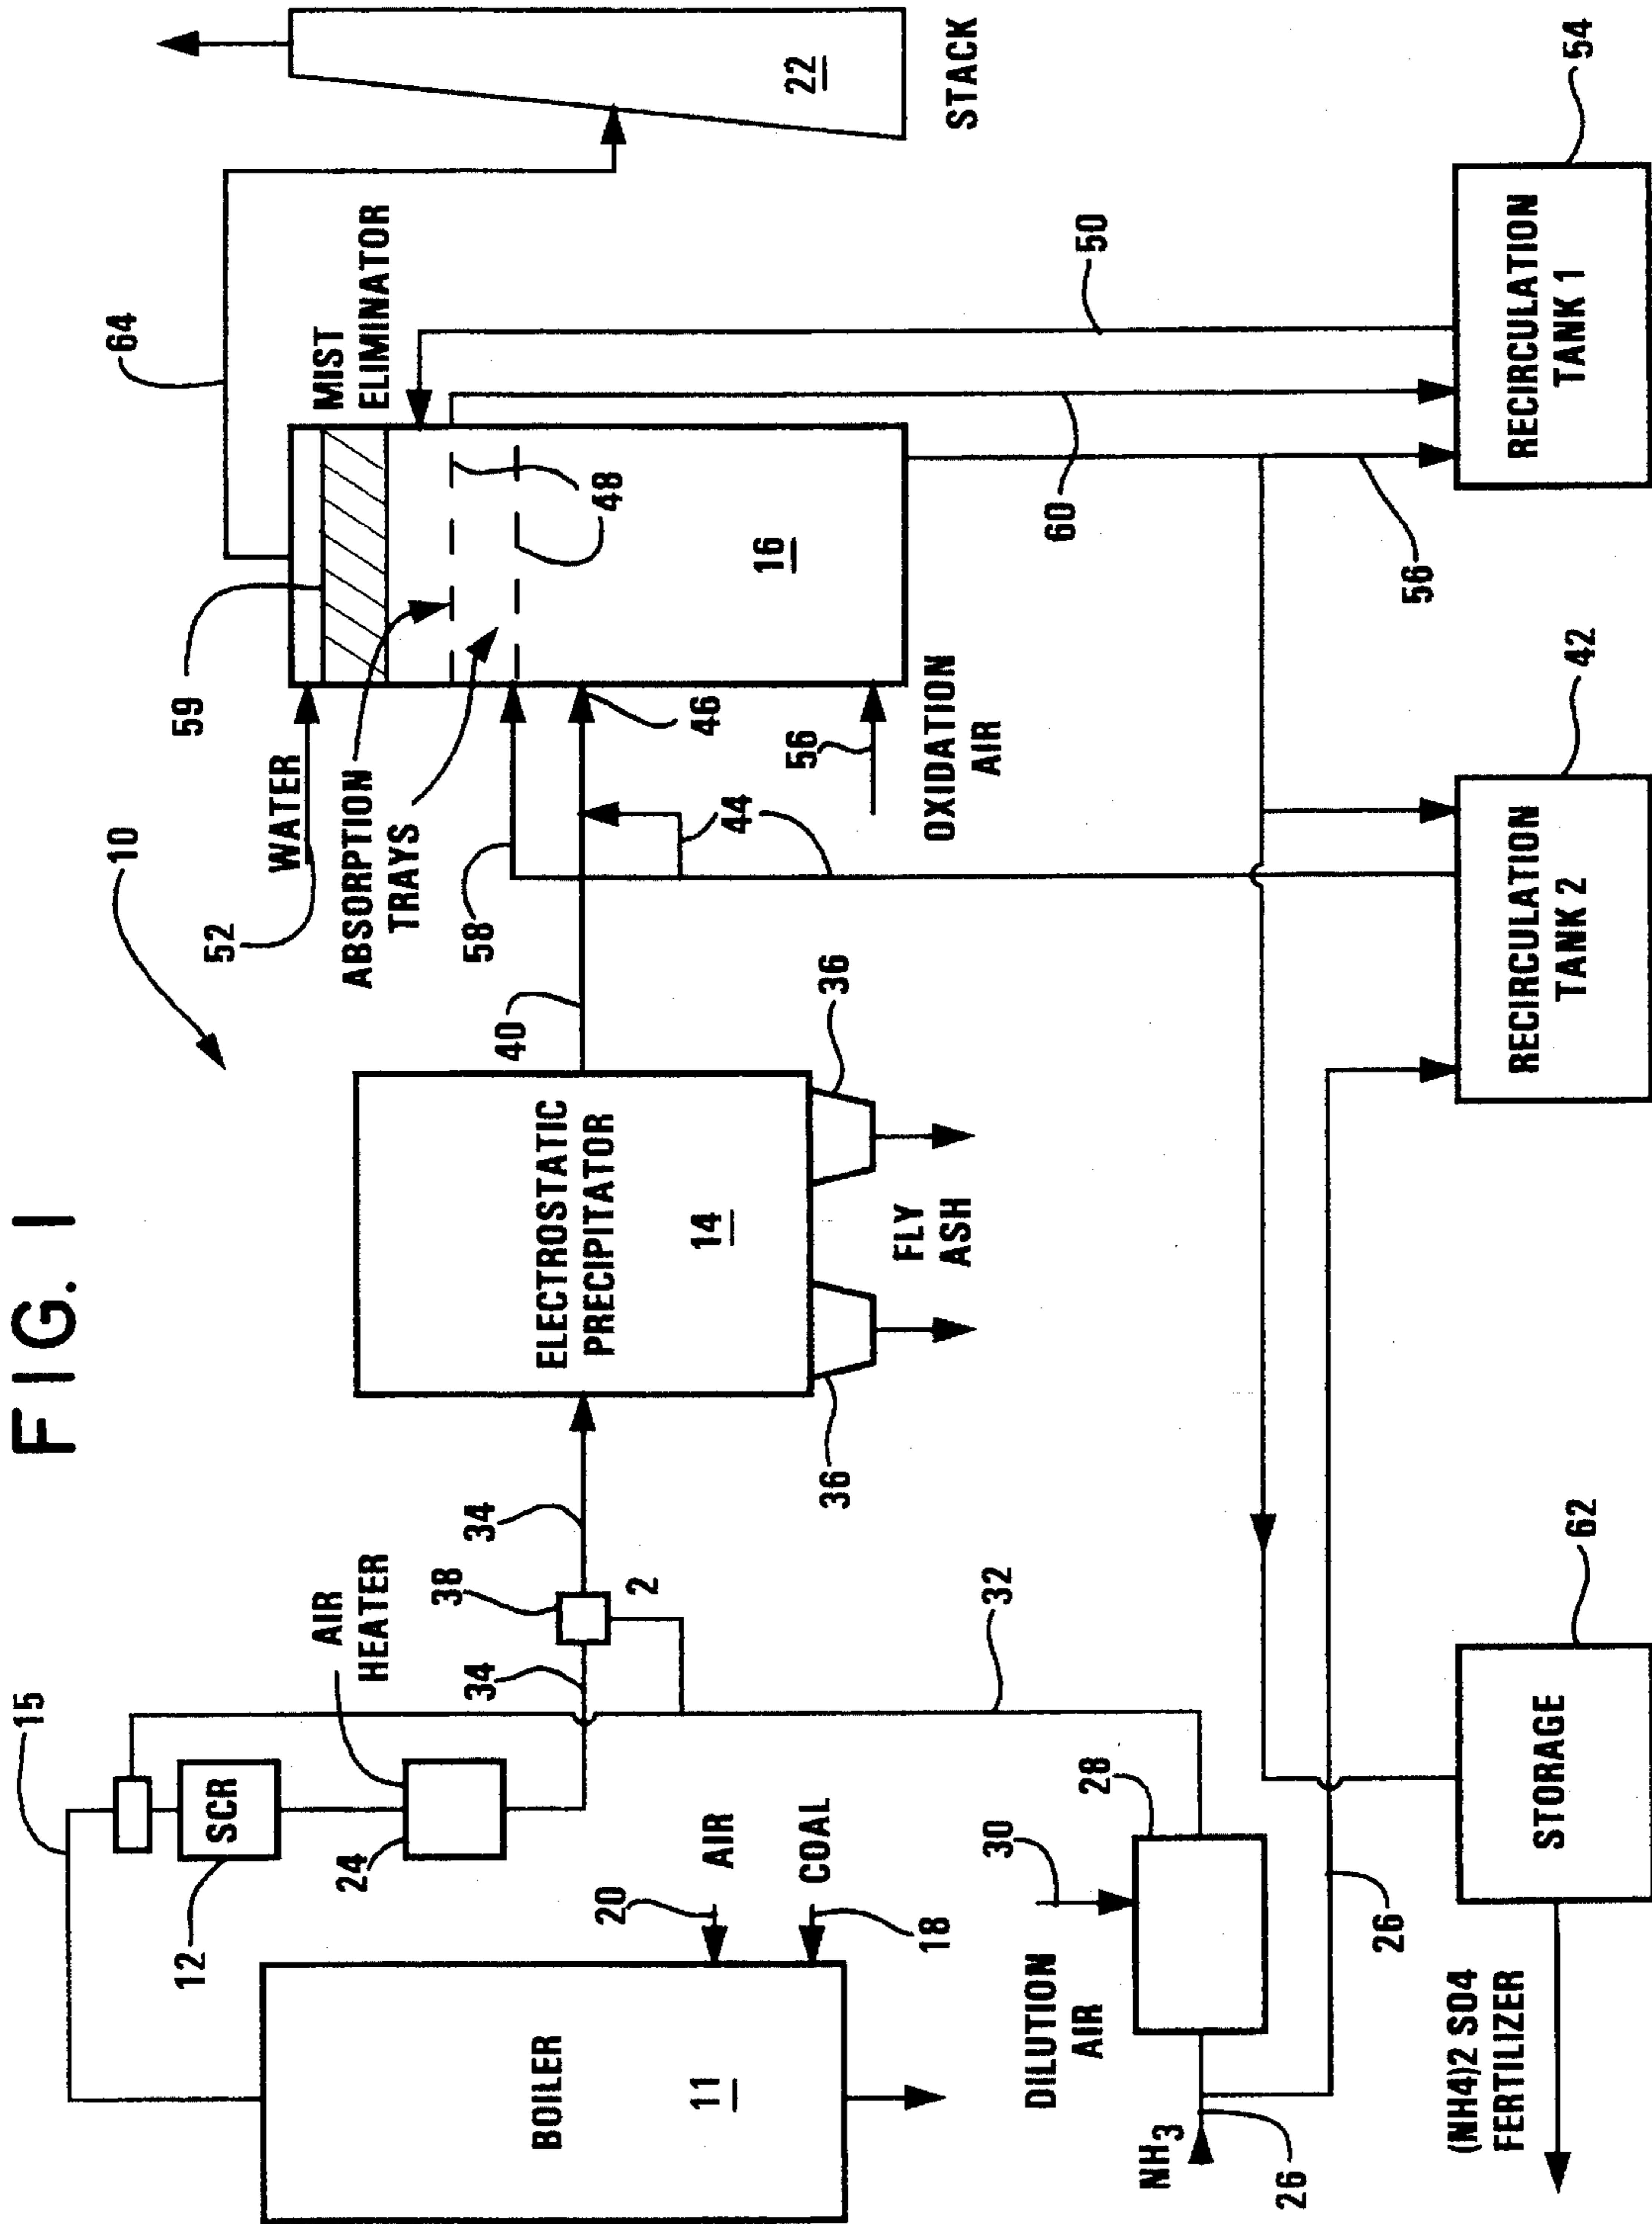 FIG. 1
15
SCR
12
AIR
HEATER
24
BOILER
11
20
AIR
COAL
18
34
38
34
2
32
ELECTROSTATIC
PRECIPITATOR
14
36
36
FLY
ASH
10
40
52
WATER
59
ABSORPTION
TRAYS
58
44
46
48
16
56
OXIDATION
AIR
MIST
ELIMINATOR
64
22
STACK
50
60
56
DILUTION
AIR
30
28
NH3
26
26
(NH4)2 SO4
FERTILIZER
STORAGE
62
RECIRCULATION
TANK 2
42
RECIRCULATION
TANK 1
54